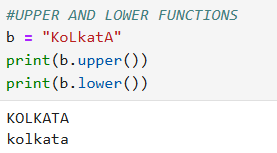 #UPPER AND LOWER FUNCTIONS
b = "KoLkatA"
print(b.upper())
print(b.lower())
KOLKATA
kolkata